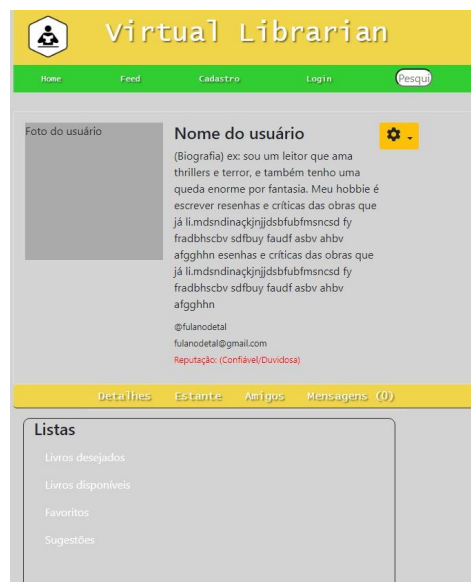 Virtual Librarian
Home Feed Cadastro Login Pesqui
Foto do usuário
Nome do usuário
(Biografia) ex: sou um leitor que ama
thrillers e terror, e também tenho uma
queda enorme por fantasia. Meu hobbie é
escrever resenhas e críticas das obras que
já li.mdsndinaçkjnjjdsbfubfmsncsd fy
fradbhscbv sdfbuy faudf asbv ahbv
afgghhn esenhas e críticas das obras que
já li.mdsndinaçkjnjjdsbfubfmsncsd fy
fradbhscbv sdfbuy faudf asbv ahbv
afgghhn
@fulanodetal
fulanodetal@gmail.com
Reputação: (Confiável/Duvidosa)
Detalhes Estante Amigos Mensagens (0)
Listas
Livros desejados
Livros disponíveis
Favoritos
Sugestões